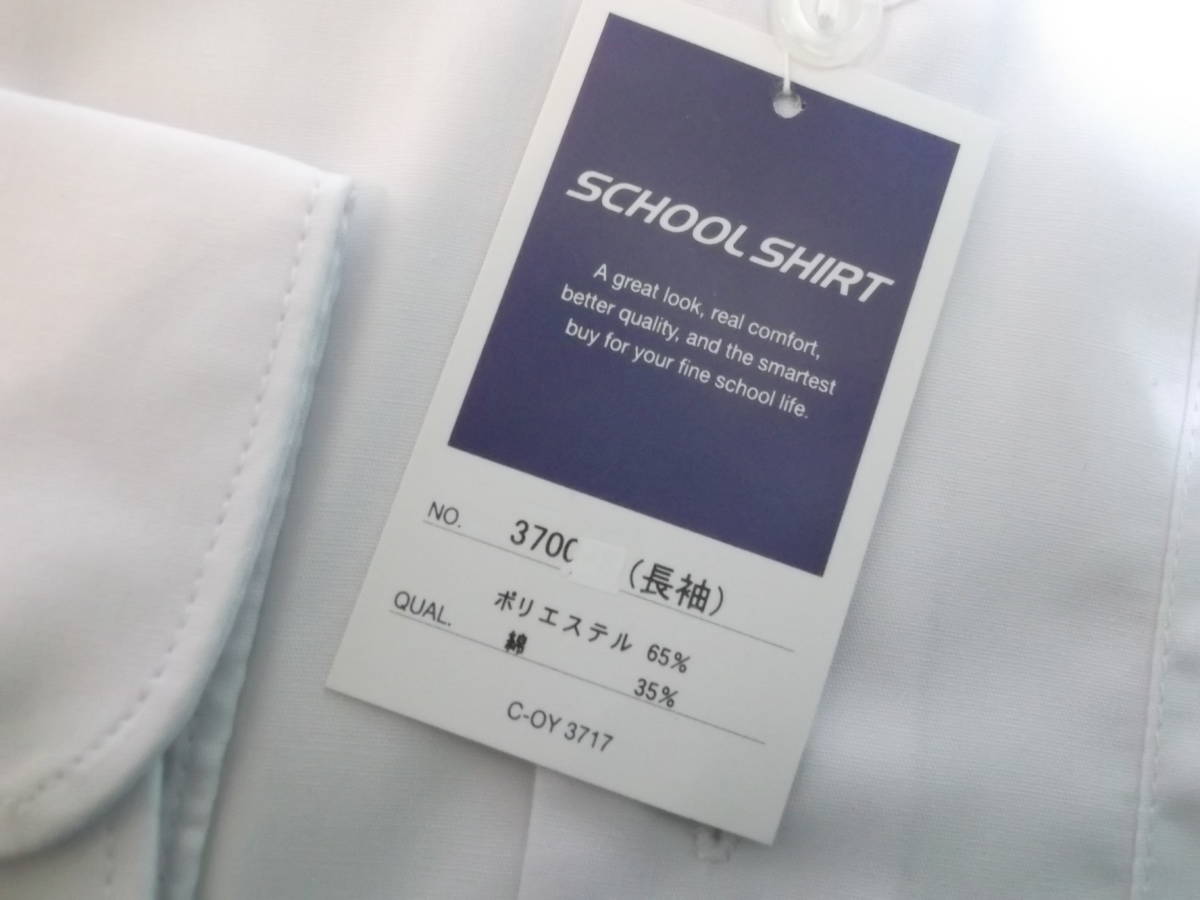 SCHOOL SHIRT
A great look, real comfort,
better quality, and the smartest
buy for your fine school life.
NO. 3700 (長袖)
QUAL. ポリエステル 65%
綿 35%
C-OY 3717